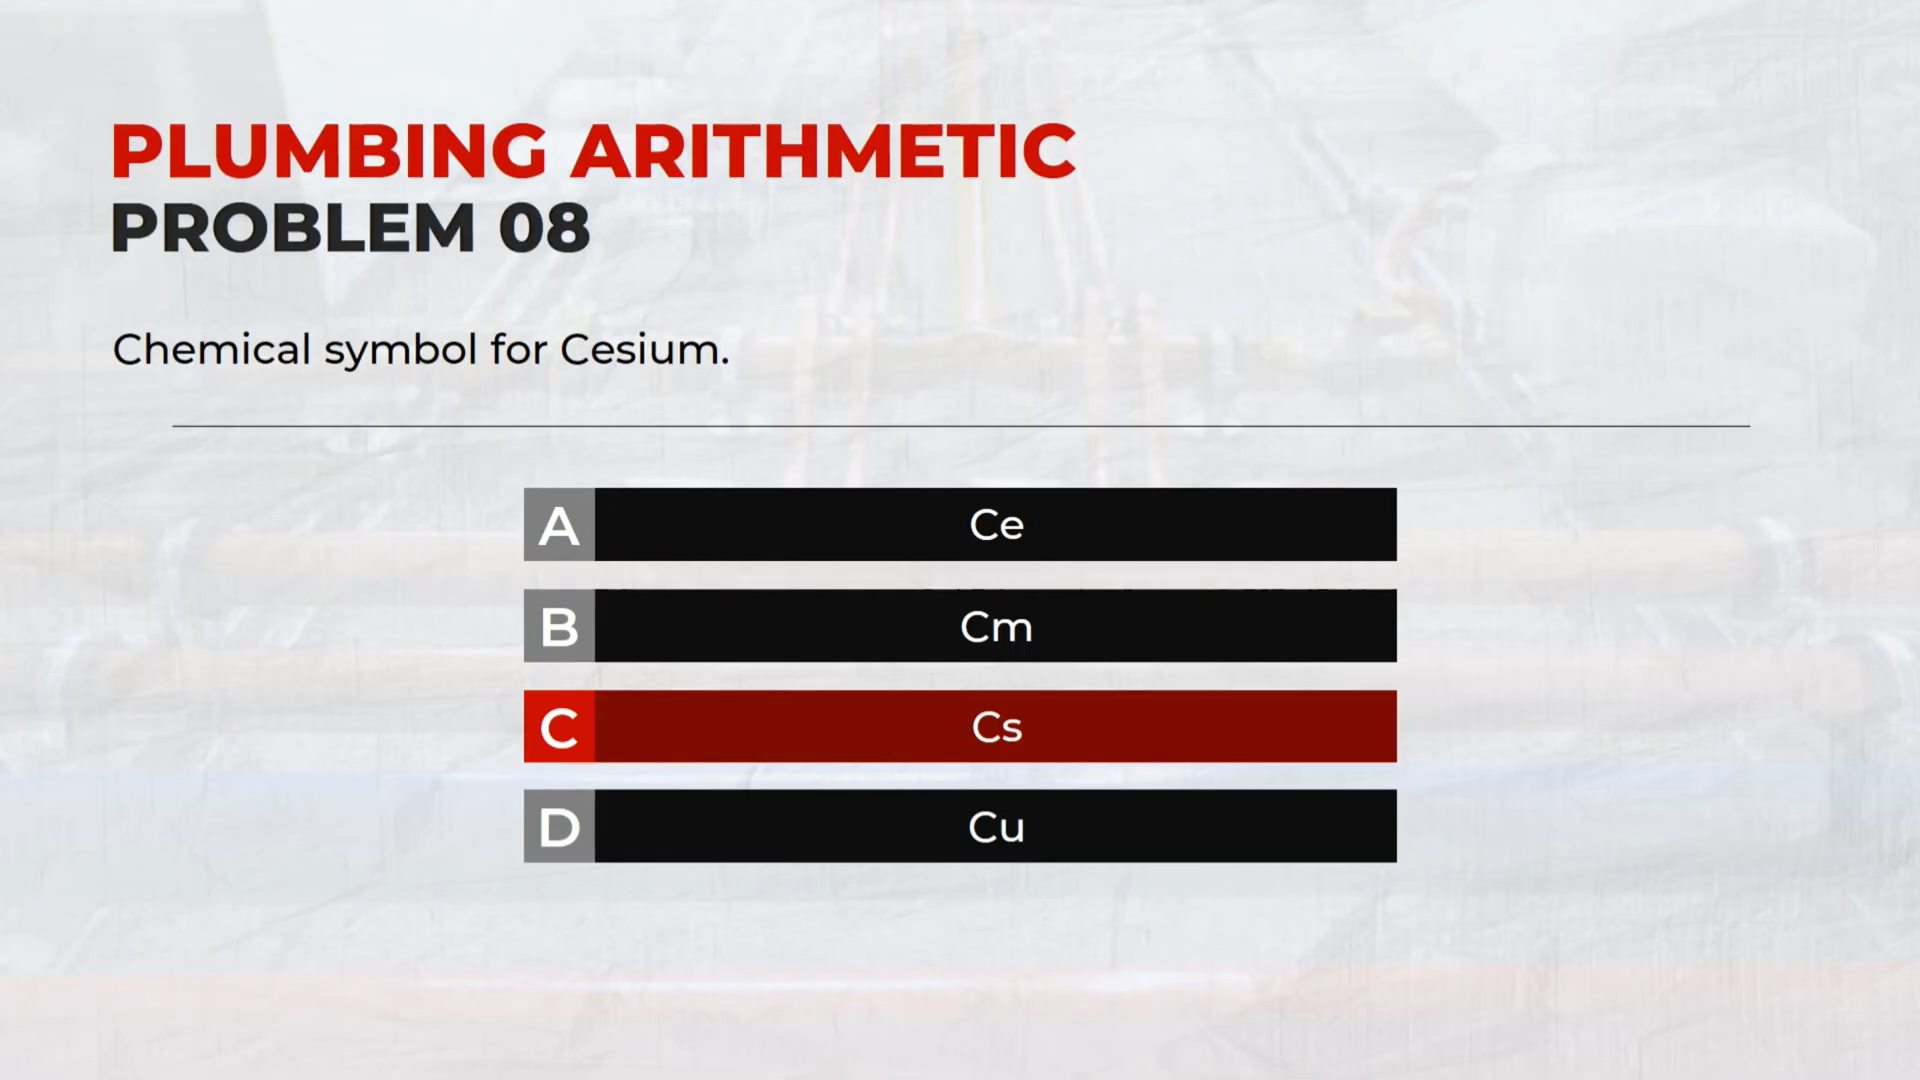 PLUMBING ARITHMETIC
PROBLEM 08
Chemical symbol for Cesium.
A Ce
B Cm
C Cs
D Cu